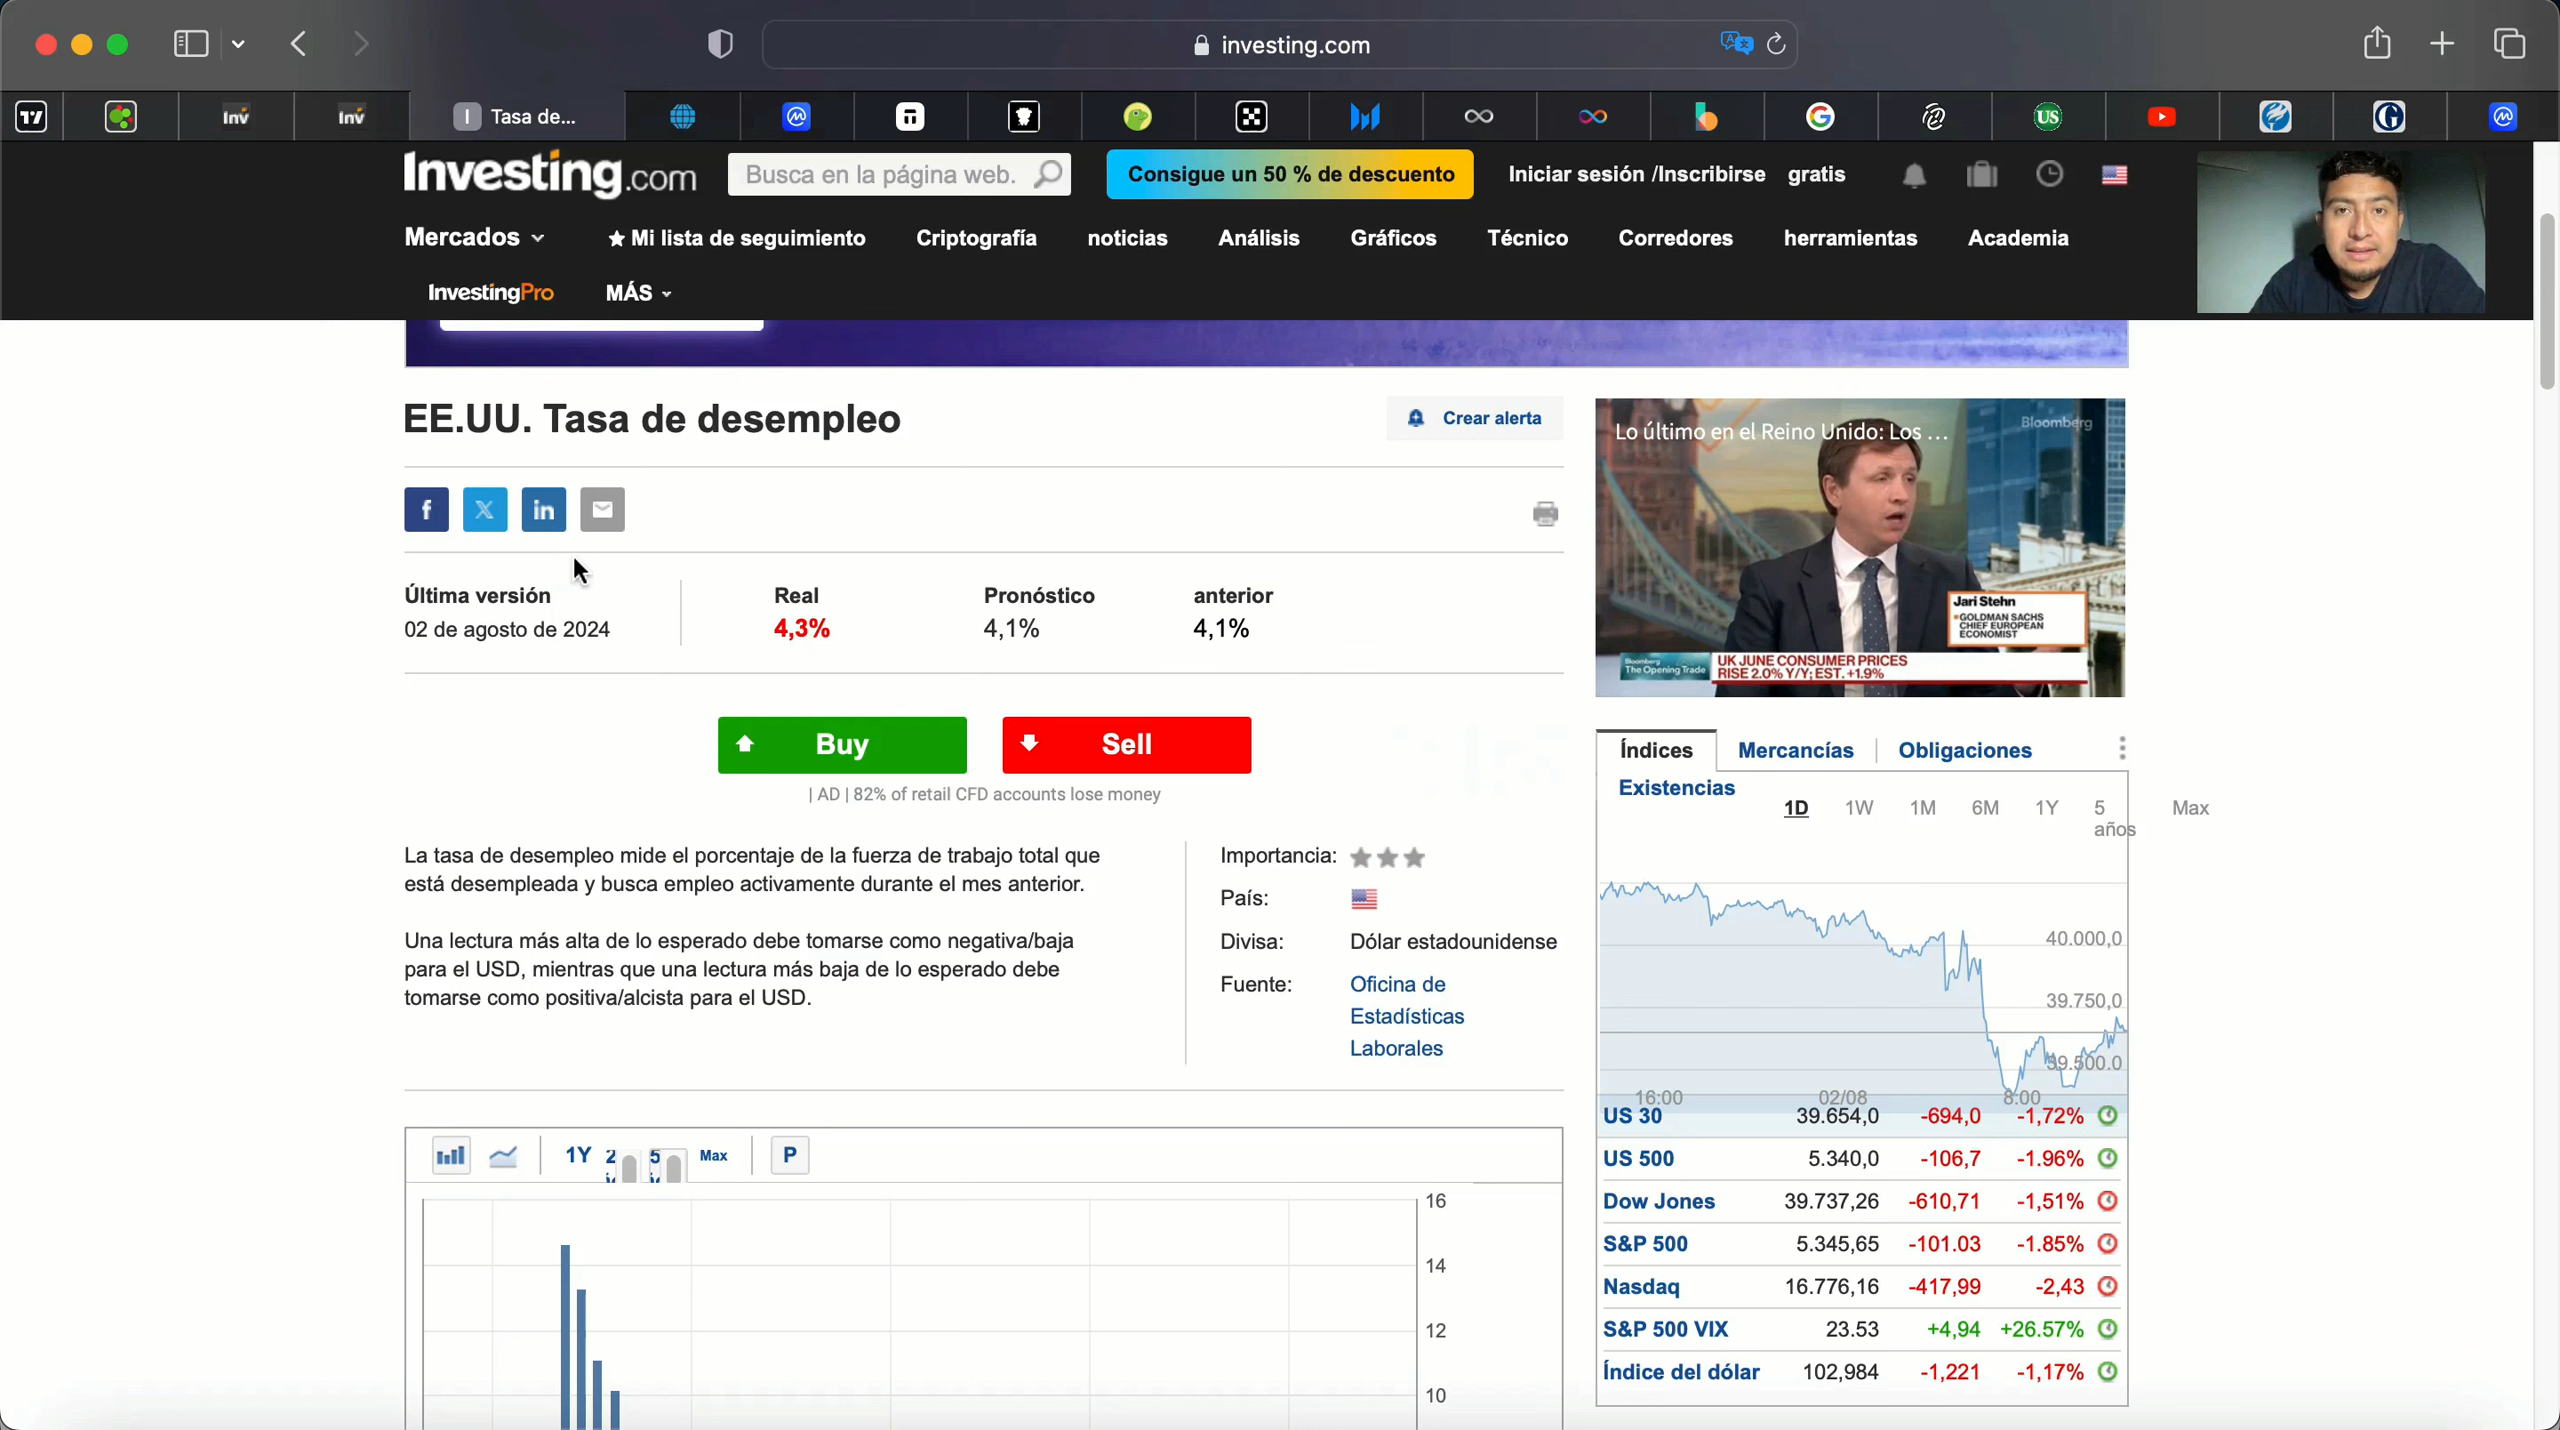 investing.com
Tasa de...
Investing.com
Busca en la página web.
Consigue un 50 % de descuento
Iniciar sesión /Inscribirse gratis
Mercados
Mi lista de seguimiento
Criptografía
noticias
Análisis
Gráficos
Técnico
Corredores
herramientas
Academia
InvestingPro
MÁS
EE.UU. Tasa de desempleo
Crear alerta
Última versión
02 de agosto de 2024
Real
4,3%
Pronóstico
4,1%
anterior
4,1%
Buy
Sell
| AD | 82% of retail CFD accounts lose money
La tasa de desempleo mide el porcentaje de la fuerza de trabajo total que
está desempleada y busca empleo activamente durante el mes anterior.
Una lectura más alta de lo esperado debe tomarse como negativa/baja
para el USD, mientras que una lectura más baja de lo esperado debe
tomarse como positiva/alcista para el USD.
Importancia:
País:
Divisa: Dólar estadounidense
Fuente: Oficina de
Estadísticas
Laborales
1Y
Max
P
16
14
12
10
Lo último en el Reino Unido: Los ...
Bloomberg
Jari Stehn
GOLDMAN SACHS
CHIEF EUROPEAN
ECONOMIST
Bloomberg
The Opening Trade
UK JUNE CONSUMER PRICES
RISE 2.0% Y/Y; EST. +1.9%
Índices
Mercancías
Obligaciones
Existencias
1D 1W 1M 6M 1Y 5 Max
años
40.000,0
39.750,0
39.500.0
16:00 02/08 8:00
US 30 39.654,0 -694,0 -1,72%
US 500 5.340,0 -106,7 -1.96%
Dow Jones 39.737,26 -610,71 -1,51%
S&P 500 5.345,65 -101.03 -1.85%
Nasdaq 16.776,16 -417,99 -2,43
S&P 500 VIX 23.53 +4,94 +26.57%
Índice del dólar 102,984 -1,221 -1,17%